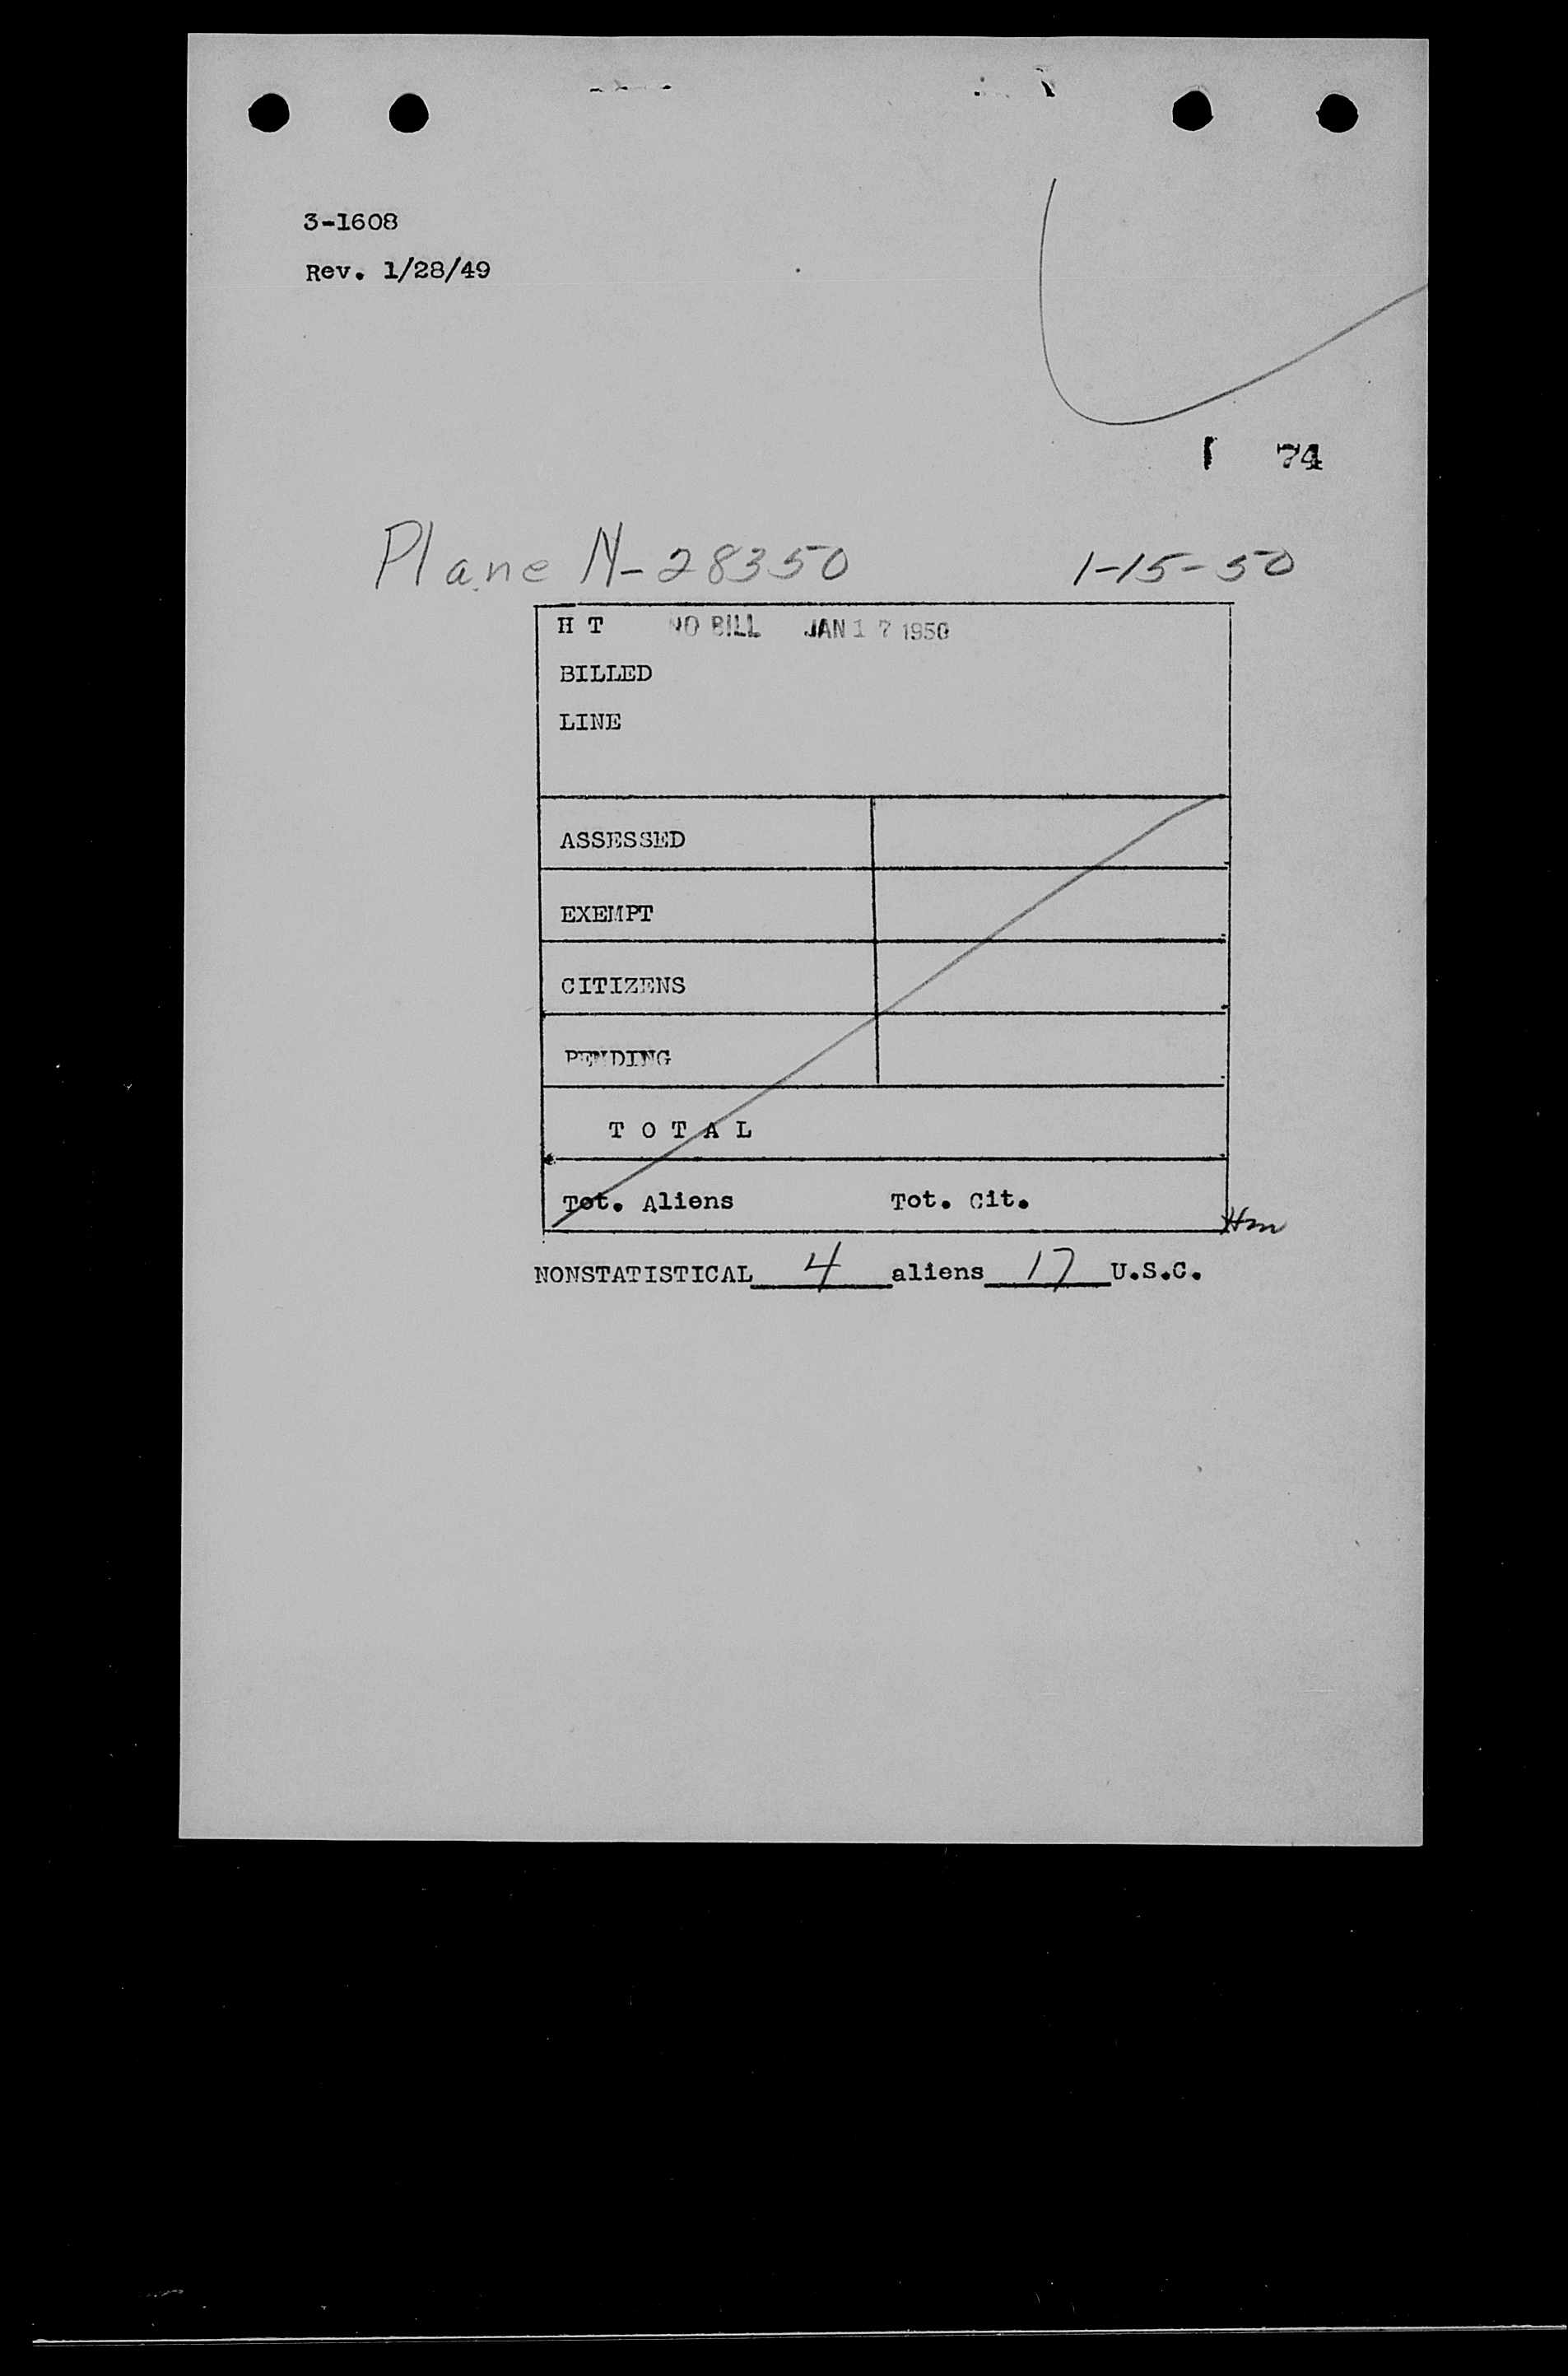 3-1608
Rev. 1/28/49
74
Plane N-28350 1-15-50
H T NO BILL JAN 17 1950
BILLED
LINE
ASSESSED
EXEMPT
CITIZENS
PENDING
T O T A L
Tot. Aliens Tot. Cit.
NONSTATISTICAL 4 aliens 17 U.S.C.